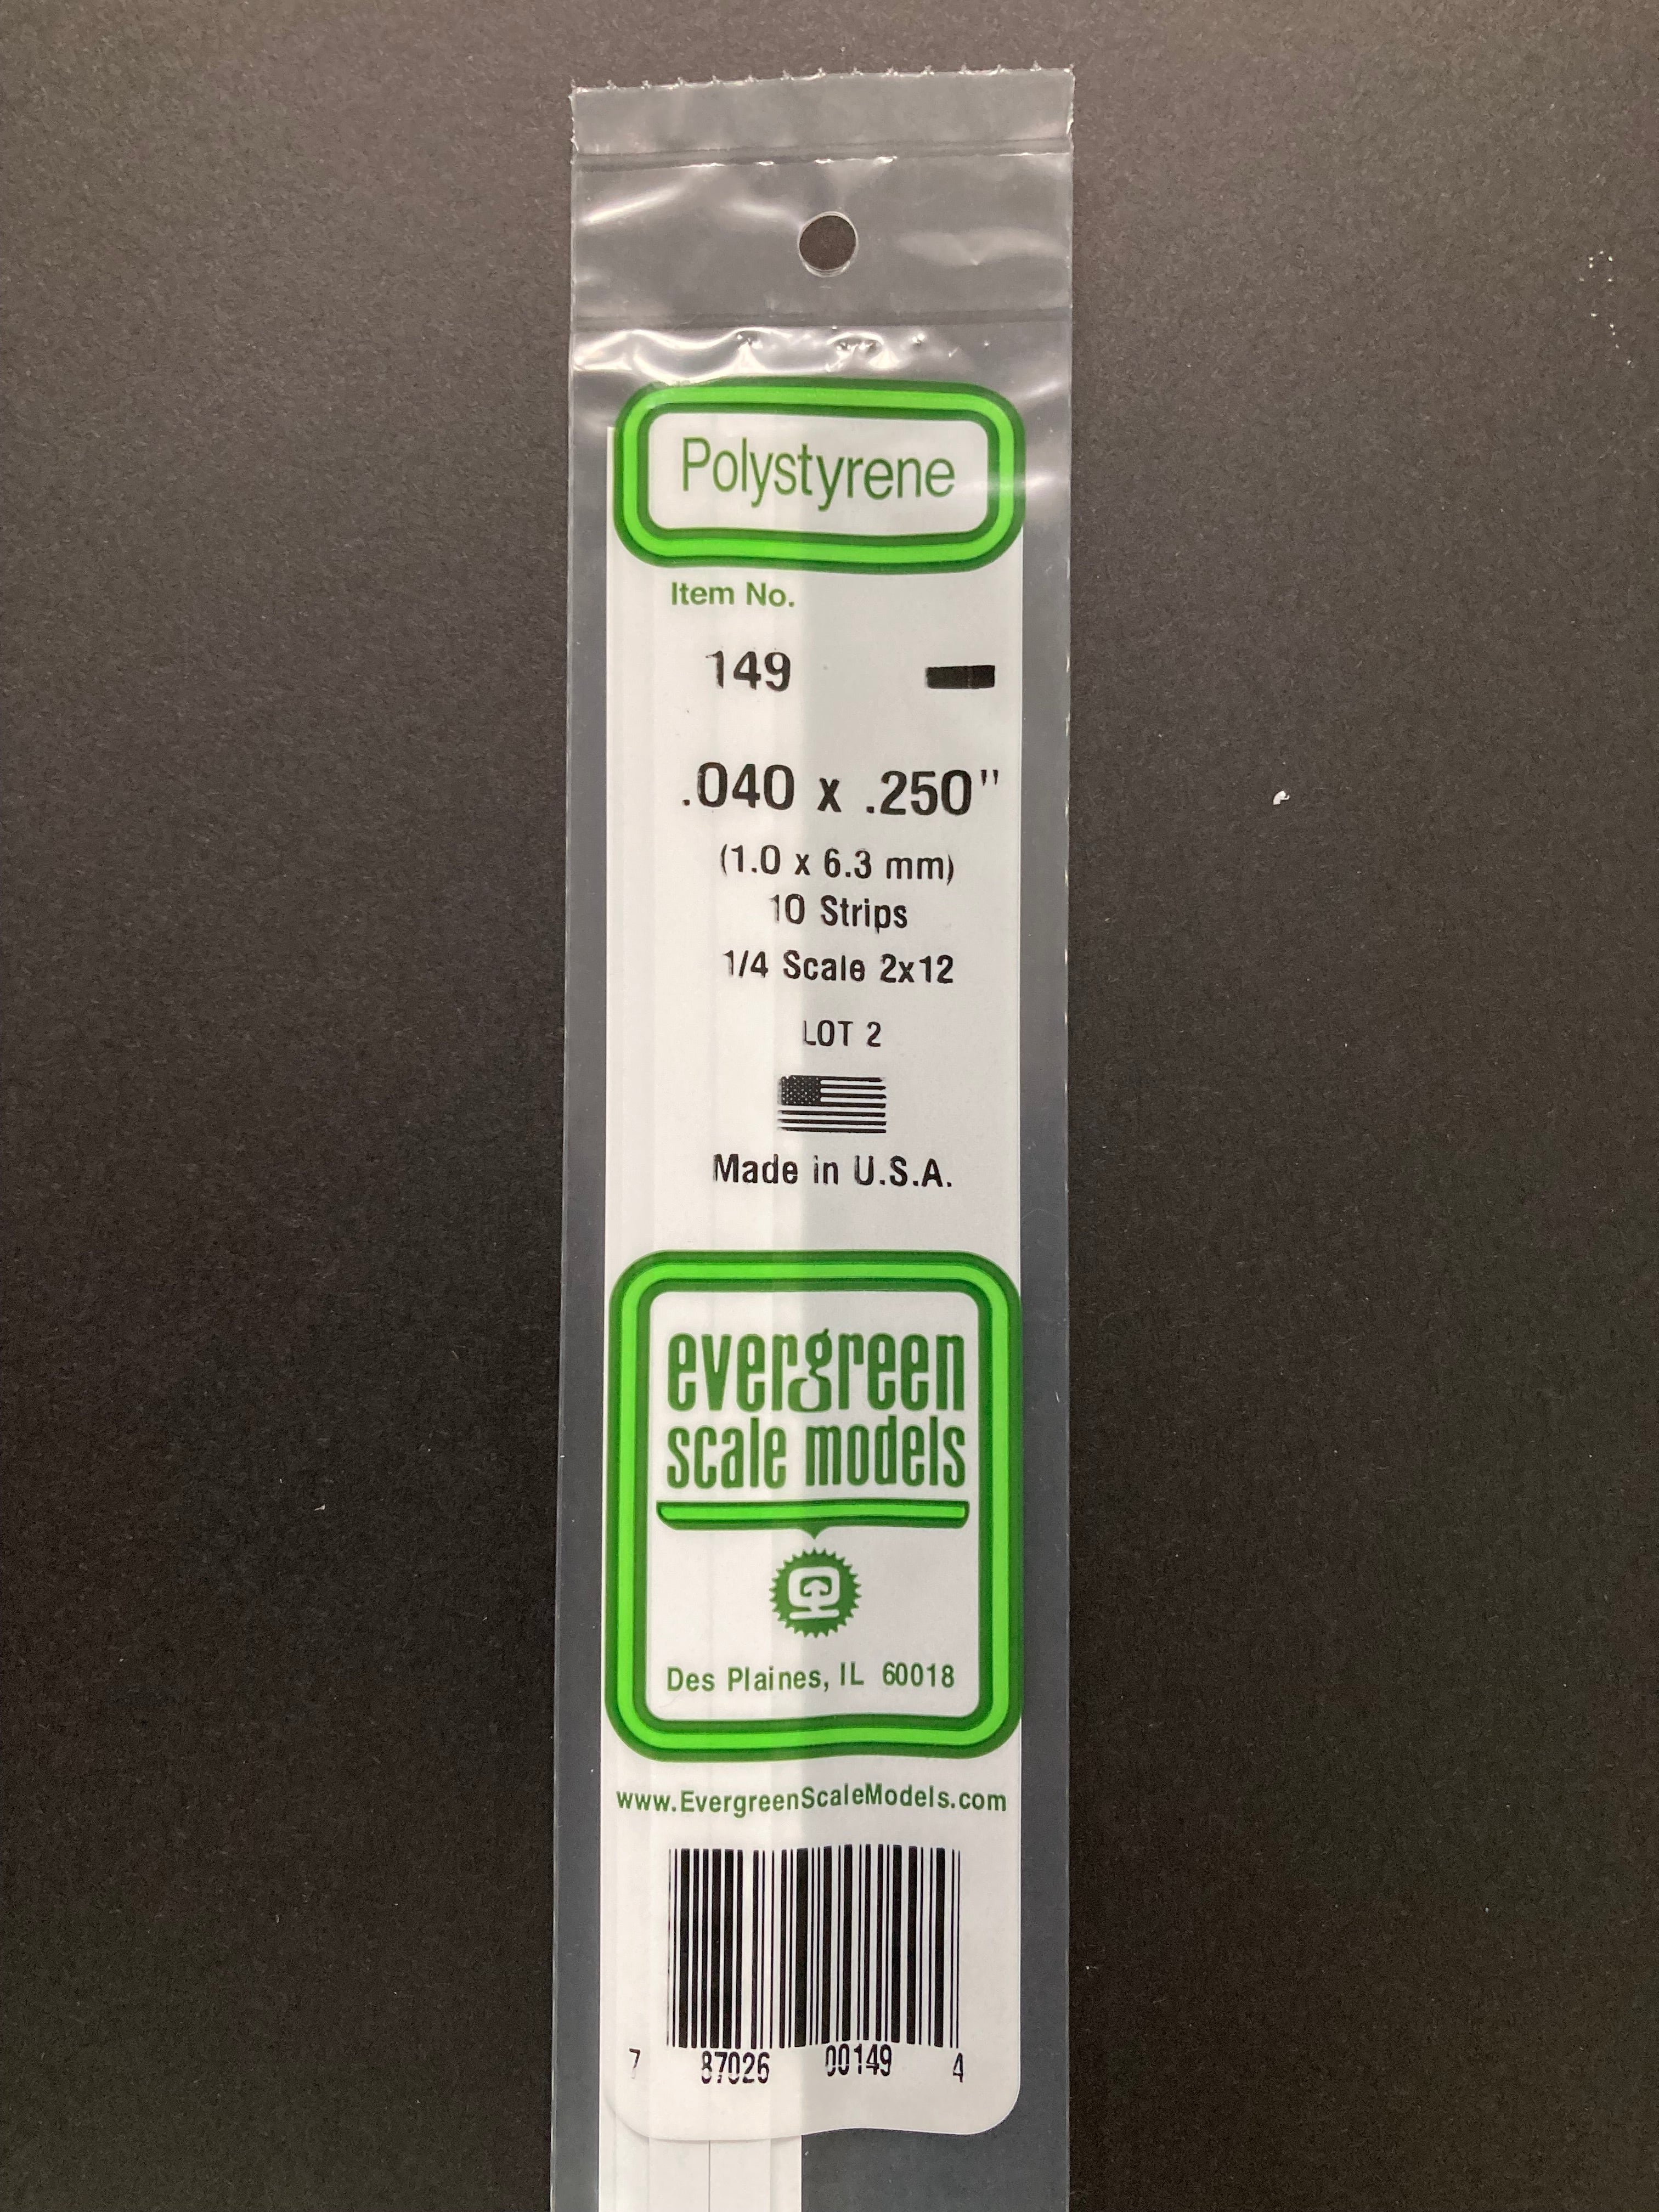 Polystyrene
Item No.
149
.040 x .250"
(1.0 x 6.3 mm)
10 Strips
1/4 Scale 2x12
LOT 2
Made in U.S.A.
evergreen
scale models
Des Plaines, IL 60018
www.EvergreenScaleModels.com
7 87026 00149 4